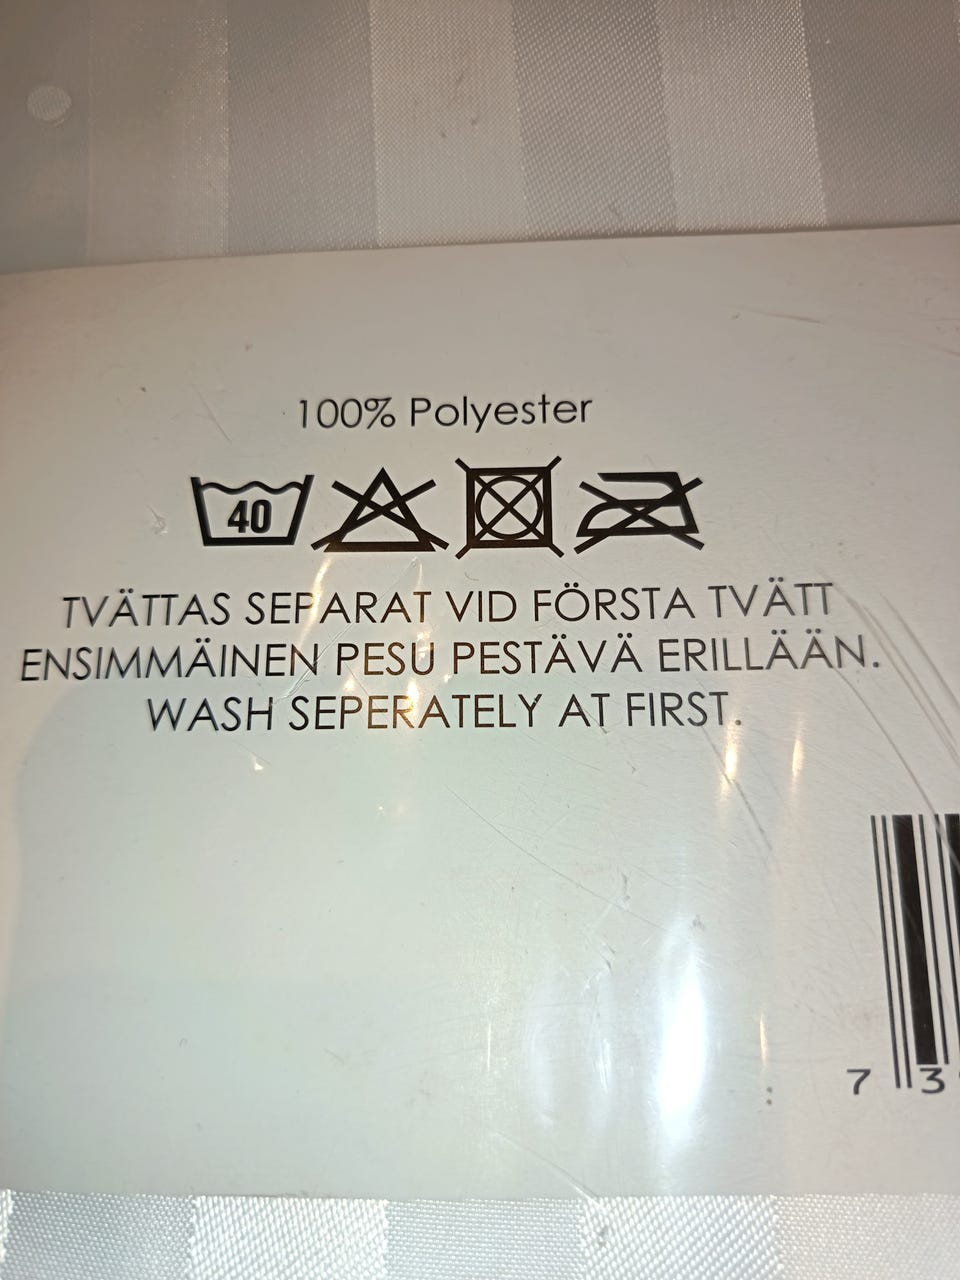 100% Polyester
40
TVÄTTAS SEPARAT VID FÖRSTA TVÄTT
ENSIMMÄINEN PESU PESTÄVÄ ERILLÄÄN.
WASH SEPERATELY AT FIRST.
7 3